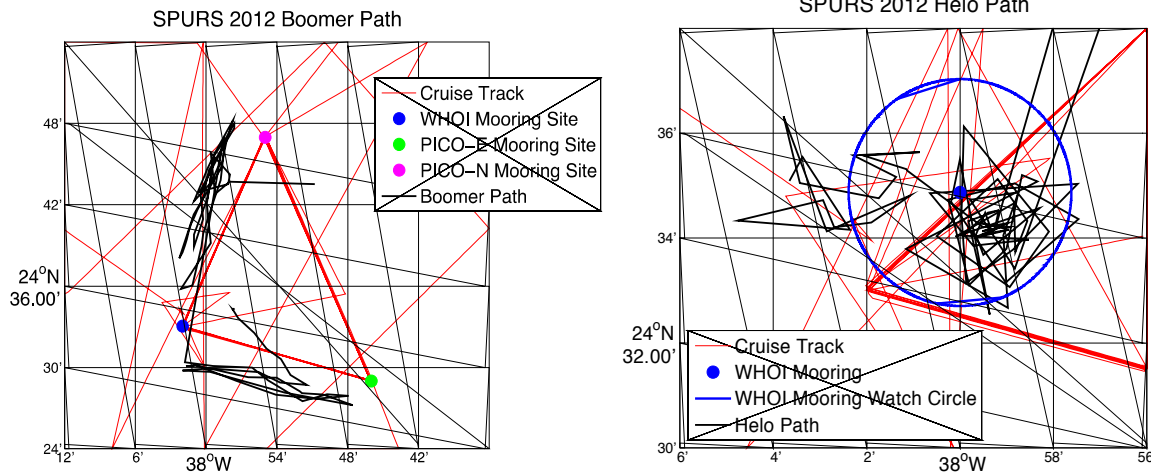 SPURS 2012 Boomer Path
Cruise Track
WHOI Mooring Site
PICO-E Mooring Site
PICO-N Mooring Site
Boomer Path
48'
42'
24°N
36.00'
30'
24'
12'
6'
38°W
54'
48'
42'
SPURS 2012 Helo Path
36'
34'
24°N
32.00'
30'
Cruise Track
WHOI Mooring
WHOI Mooring Watch Circle
Helo Path
6'
4'
2'
38°W
58'
56'